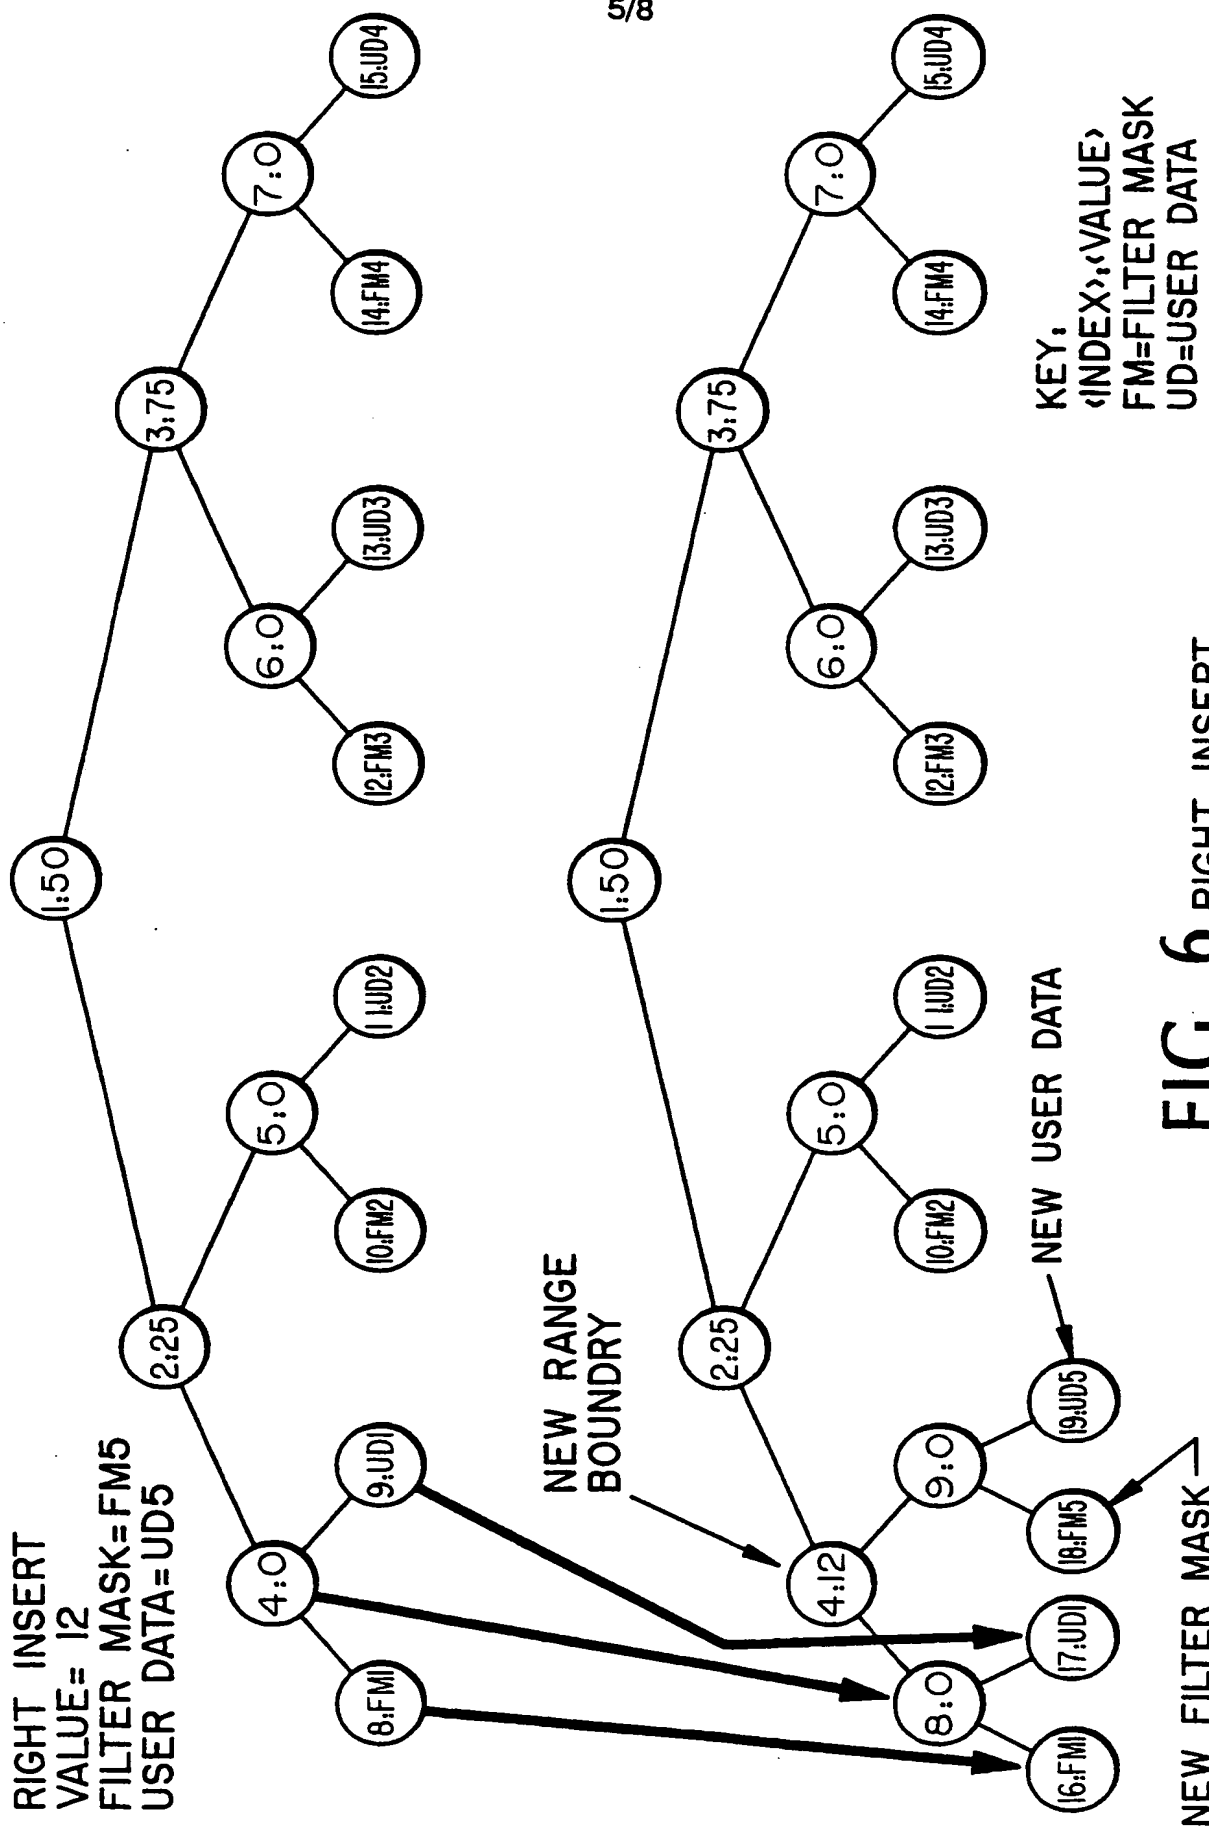 5/8
RIGHT INSERT
VALUE= 12
FILTER MASK=FM5
USER DATA=UD5
1:50
2:25
3:75
4:0
5:0
6:0
7:0
8:FM1
9:UD1
10:FM2
11:UD2
12:FM3
13:UD3
14:FM4
15:UD4
NEW RANGE
BOUNDRY
1:50
2:25
3:75
4:12
5:0
6:0
7:0
8:0
9:0
10:FM2
11:UD2
12:FM3
13:UD3
14:FM4
15:UD4
16:FM1
17:UD1
18:FM5
19:UD5
NEW USER DATA
NEW FILTER MASK
KEY:
<INDEX>:<VALUE>
FM=FILTER MASK
UD=USER DATA
FIG. 6 RIGHT INSERT